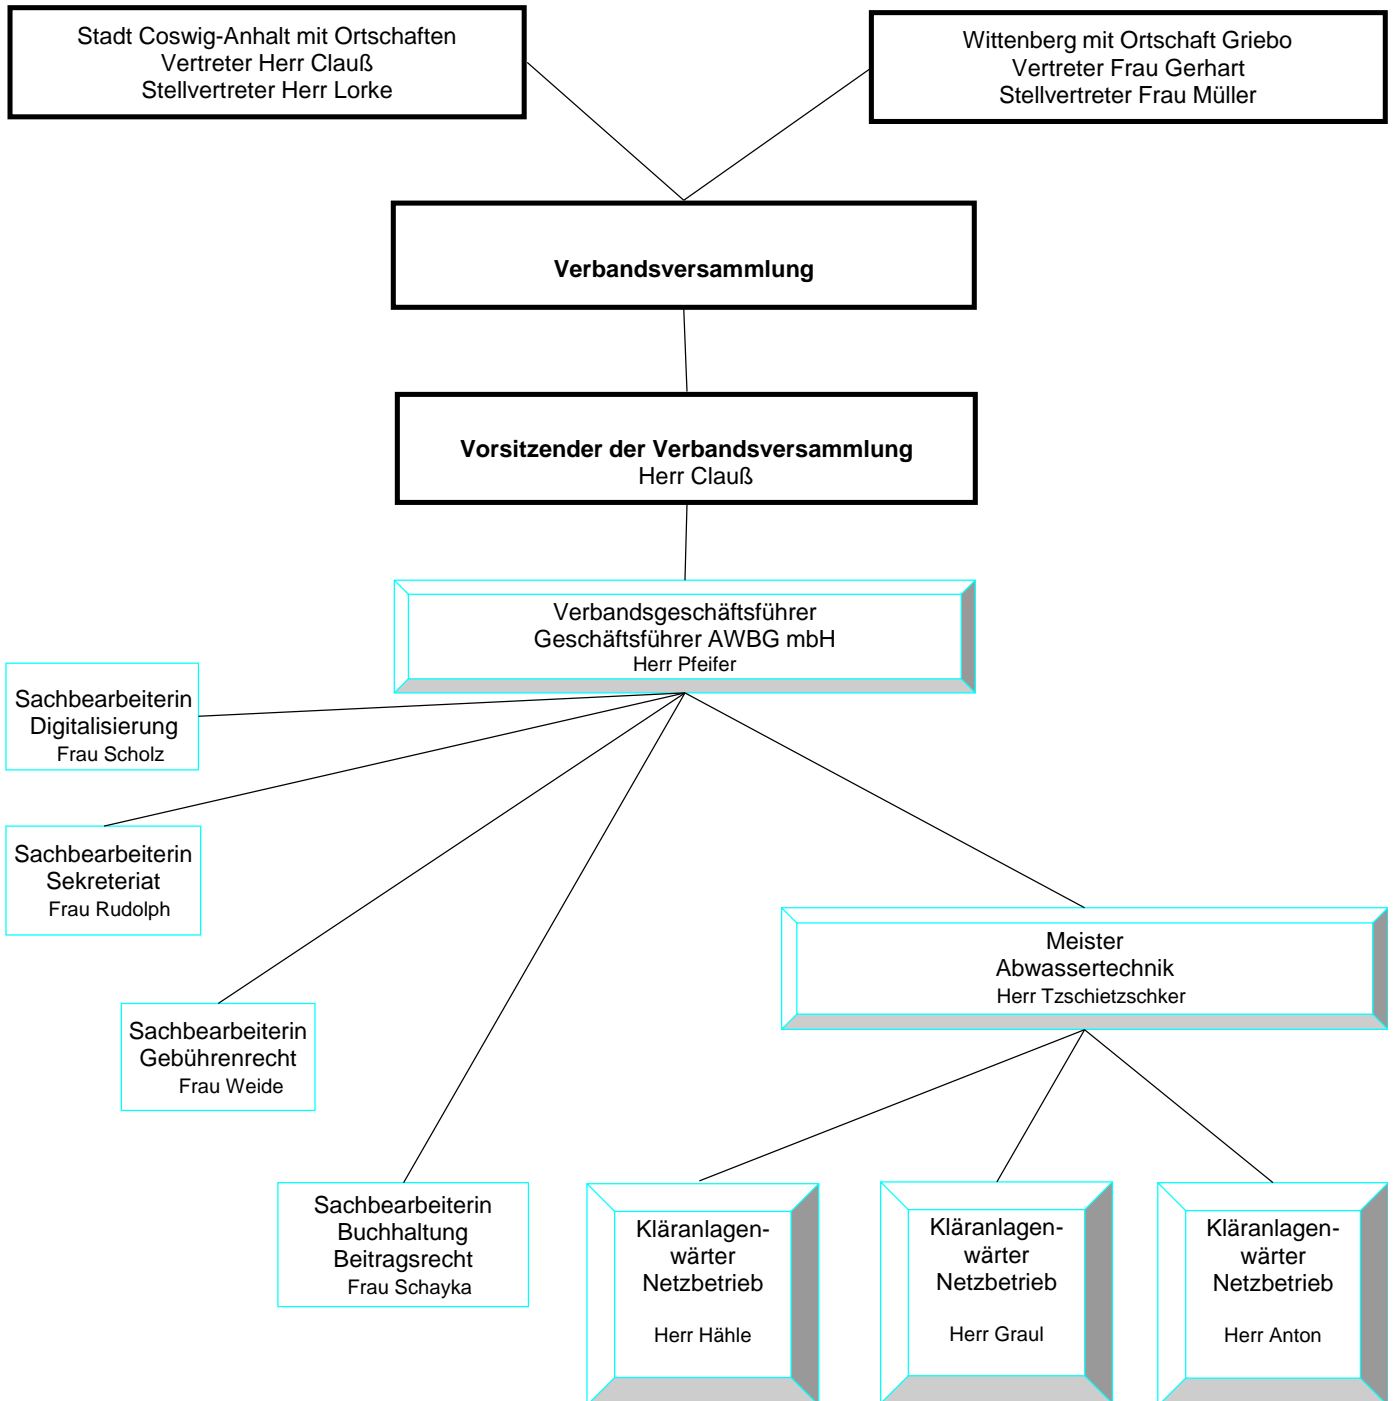 Stadt Coswig-Anhalt mit Ortschaften
Vertreter Herr Clauß
Stellvertreter Herr Lorke
Wittenberg mit Ortschaft Griebo
Vertreter Frau Gerhart
Stellvertreter Frau Müller
Verbandsversammlung
Vorsitzender der Verbandsversammlung
Herr Clauß
Verbandsgeschäftsführer
Geschäftsführer AWBG mbH
Herr Pfeifer
Sachbearbeiterin
Digitalisierung
Frau Scholz
Sachbearbeiterin
Sekreteriat
Frau Rudolph
Meister
Abwassertechnik
Herr Tzschietzschker
Sachbearbeiterin
Gebührenrecht
Frau Weide
Sachbearbeiterin
Buchhaltung
Beitragsrecht
Frau Schayka
Kläranlagen-
wärter
Netzbetrieb
Herr Hähle
Kläranlagen-
wärter
Netzbetrieb
Herr Graul
Kläranlagen-
wärter
Netzbetrieb
Herr Anton